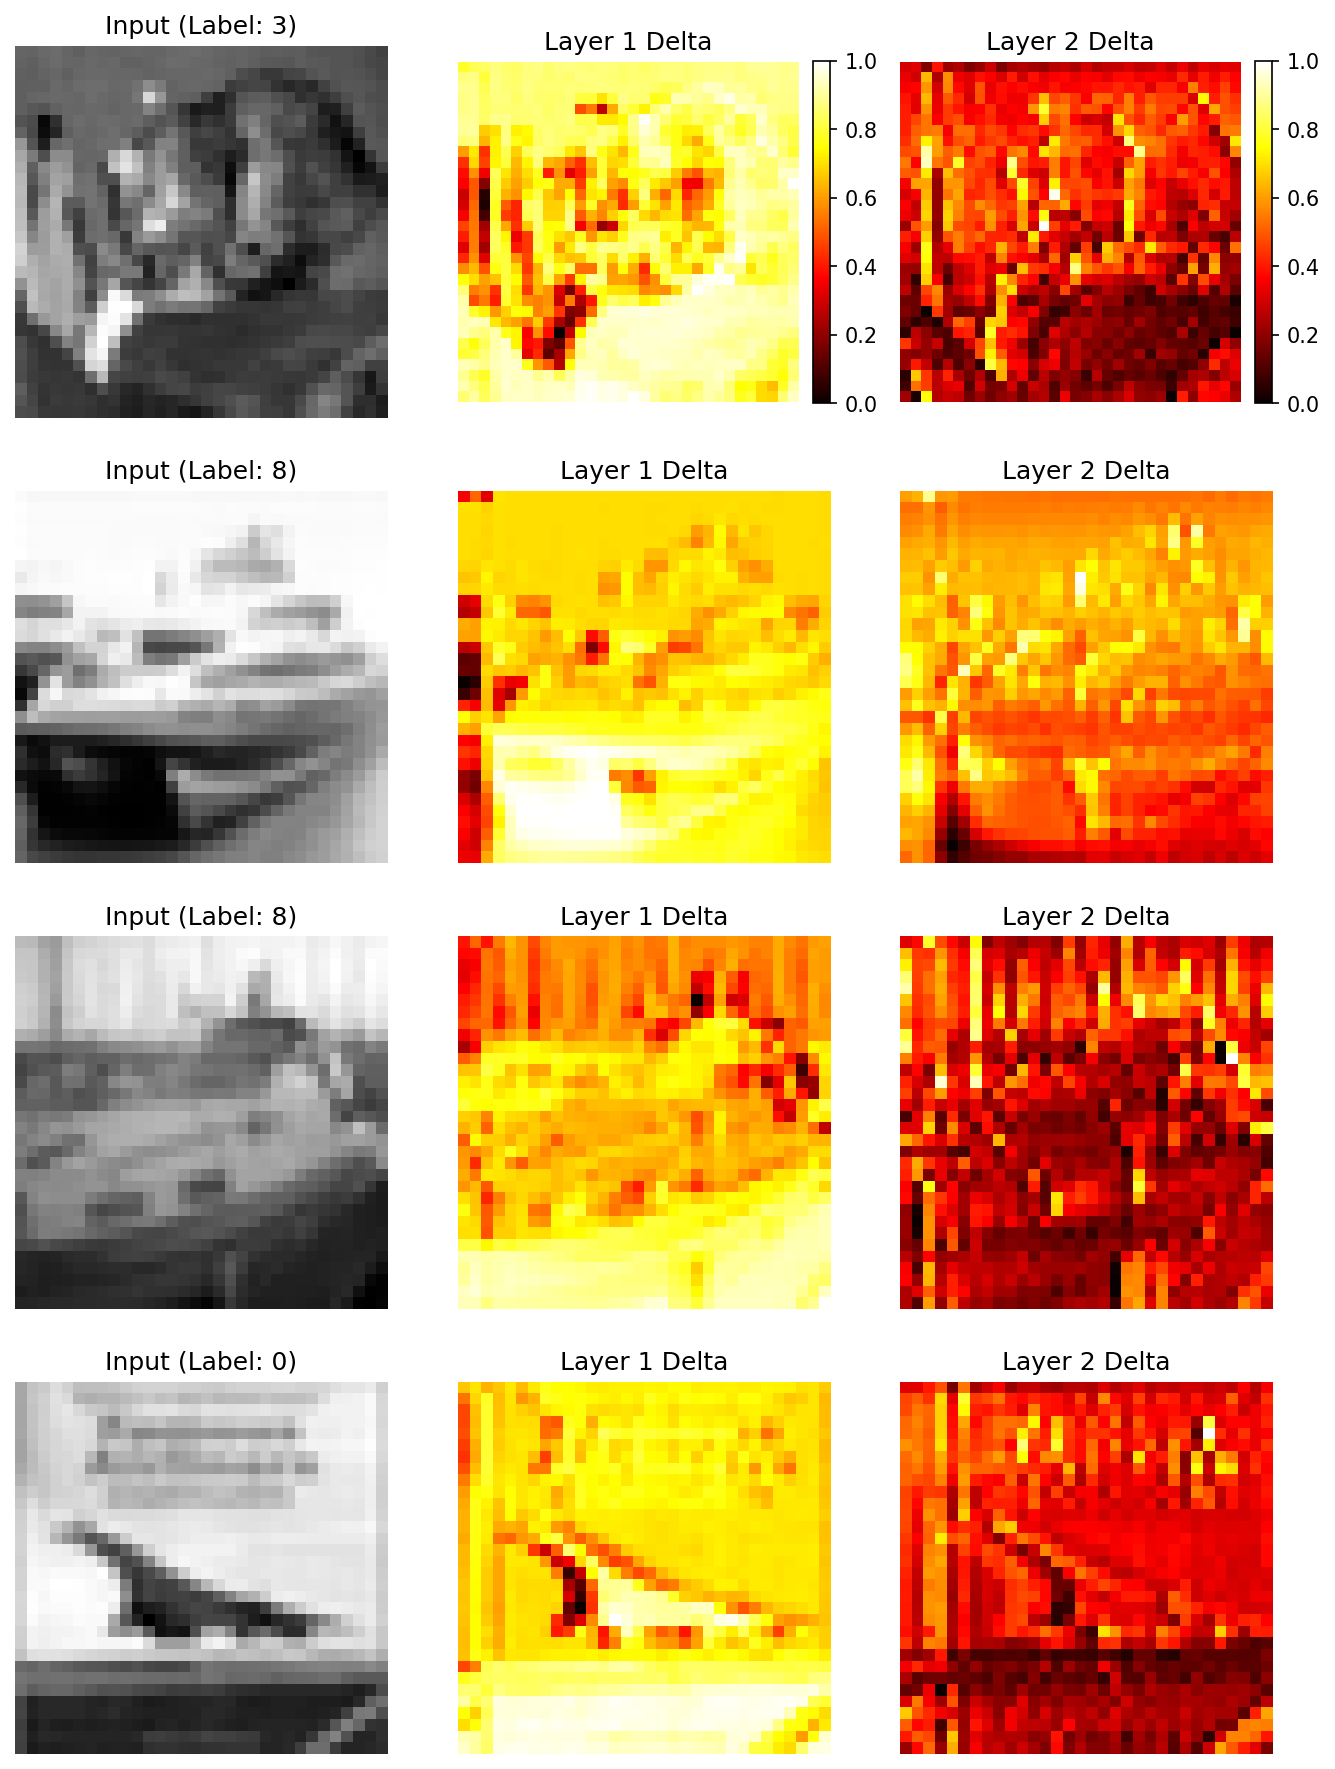 Input (Label: 3)
Layer 1 Delta
Layer 2 Delta
1.0
0.8
0.6
0.4
0.2
0.0
1.0
0.8
0.6
0.4
0.2
0.0
Input (Label: 8)
Layer 1 Delta
Layer 2 Delta
Input (Label: 8)
Layer 1 Delta
Layer 2 Delta
Input (Label: 0)
Layer 1 Delta
Layer 2 Delta